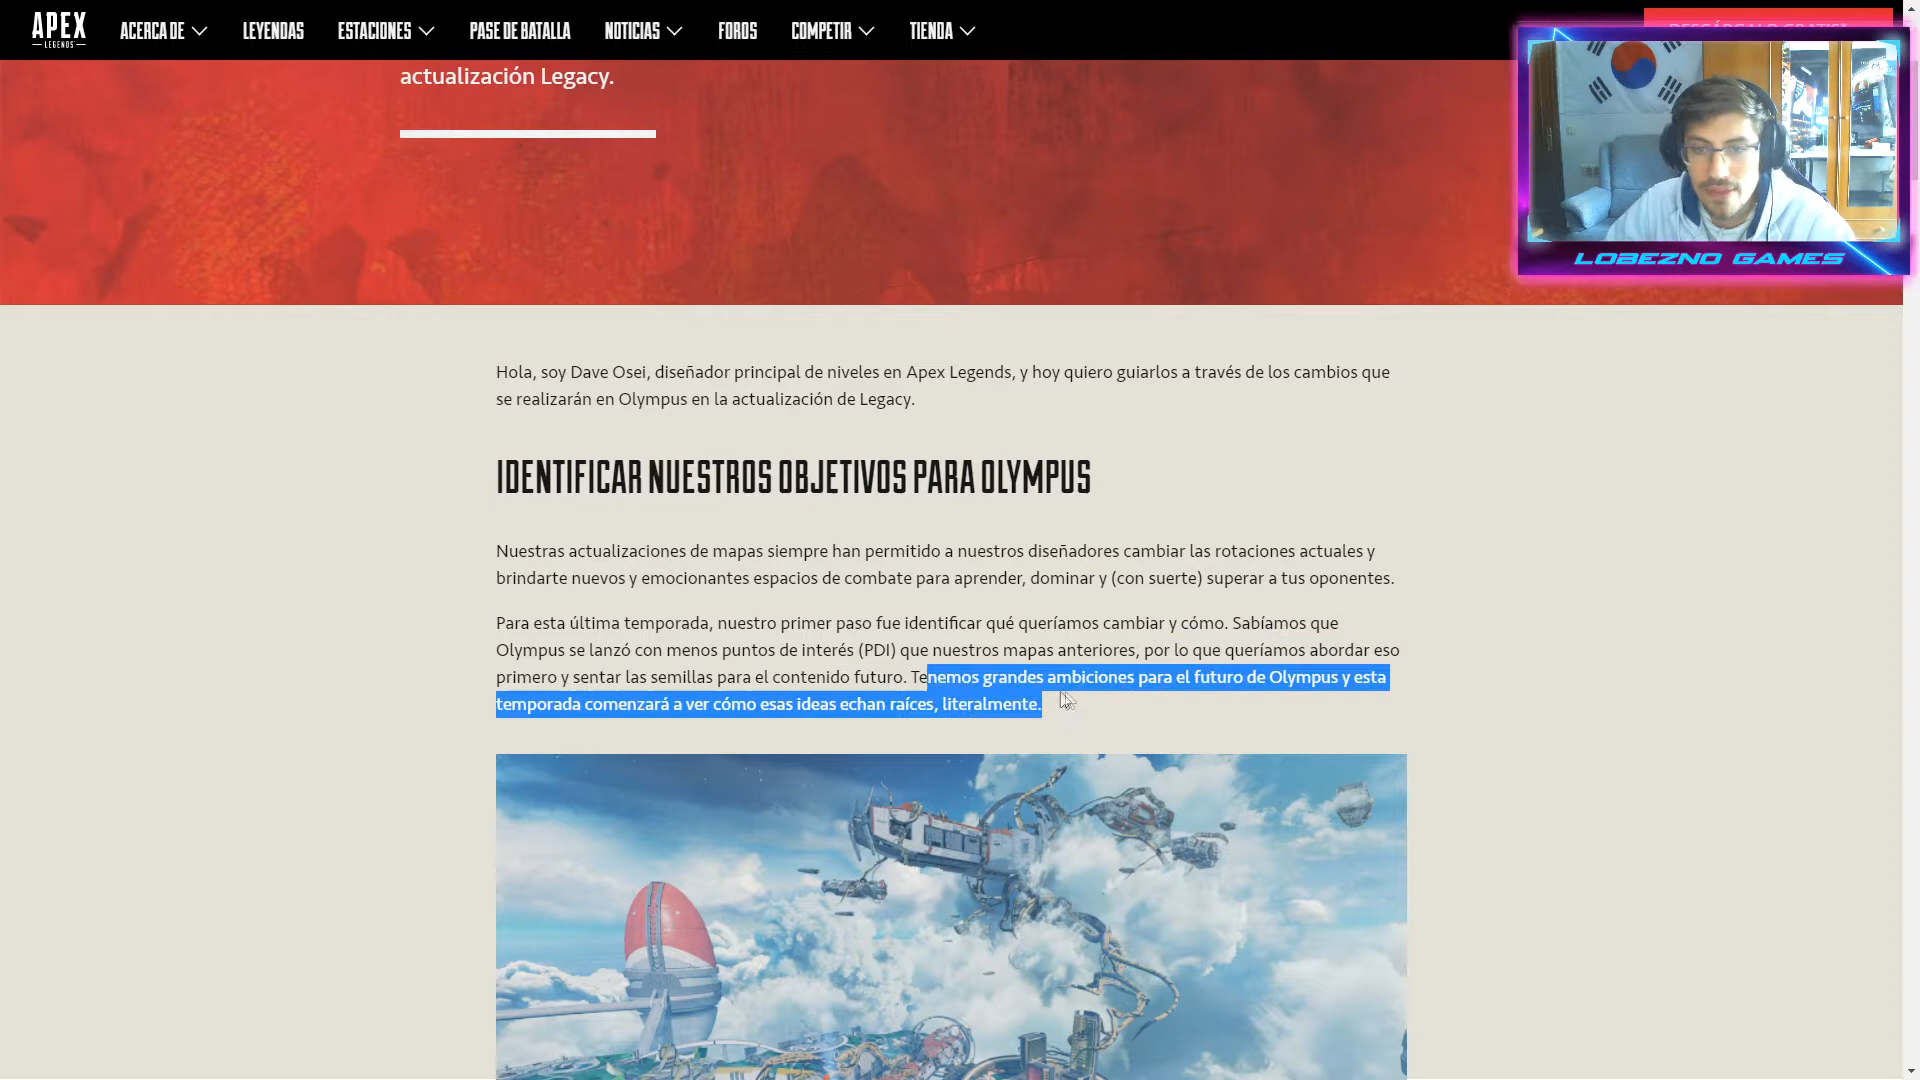 APEX
LEGENDS
ACERCA DE
LEYENDAS
ESTACIONES
PASE DE BATALLA
NOTICIAS
FOROS
COMPETIR
TIENDA
actualización Legacy.
LOBEZNO GAMES
Hola, soy Dave Osei, diseñador principal de niveles en Apex Legends, y hoy quiero guiarlos a través de los cambios que
se realizarán en Olympus en la actualización de Legacy.
IDENTIFICAR NUESTROS OBJETIVOS PARA OLYMPUS
Nuestras actualizaciones de mapas siempre han permitido a nuestros diseñadores cambiar las rotaciones actuales y
brindarte nuevos y emocionantes espacios de combate para aprender, dominar y (con suerte) superar a tus oponentes.
Para esta última temporada, nuestro primer paso fue identificar qué queríamos cambiar y cómo. Sabíamos que
Olympus se lanzó con menos puntos de interés (PDI) que nuestros mapas anteriores, por lo que queríamos abordar eso
primero y sentar las semillas para el contenido futuro. Tenemos grandes ambiciones para el futuro de Olympus y esta
temporada comenzará a ver cómo esas ideas echan raíces, literalmente.